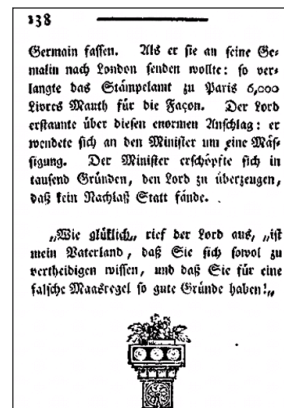 138
Germain faſſen. Als er ſie an ſeine Ge⸗
malin nach London ſenden wollte: ſo ver⸗
langte das Stämpelamt zu Paris 6,000
Livres Mauth für die Façon. Der Lord
erſtaunte über dieſen enormen Anſchlag: er
wendete ſich an den Miniſter um eine Mäſ⸗
ſigung. Der Miniſter erſchöpfte ſich in
tauſend Gründen, den Lord zu überzeugen,
daß kein Nachlaß Statt fände.
„Wie glüklich„ rief der Lord aus, „iſt
mein Vaterland, daß Sie ſich ſowol zu
vertheidigen wiſſen, und daß Sie für eine
falſche Maasregel ſo gute Gründe haben!„